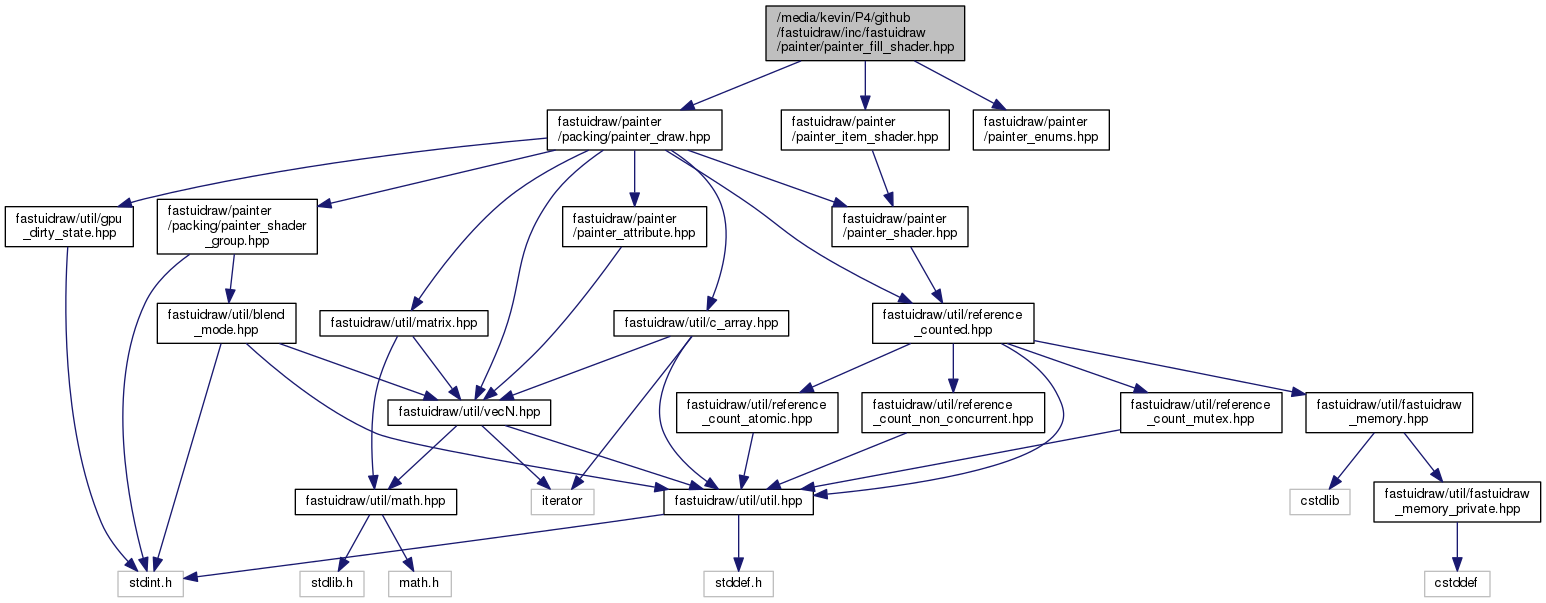 /media/kevin/P4/github
/fastuidraw/inc/fastuidraw
/painter/painter_fill_shader.hpp
fastuidraw/painter
/packing/painter_draw.hpp
fastuidraw/painter
/painter_item_shader.hpp
fastuidraw/painter
/painter_enums.hpp
fastuidraw/util/gpu
_dirty_state.hpp
fastuidraw/painter
/packing/painter_shader
_group.hpp
fastuidraw/painter
/painter_attribute.hpp
fastuidraw/painter
/painter_shader.hpp
fastuidraw/util/blend
_mode.hpp
fastuidraw/util/matrix.hpp
fastuidraw/util/c_array.hpp
fastuidraw/util/reference
_counted.hpp
fastuidraw/util/vecN.hpp
fastuidraw/util/reference
_count_atomic.hpp
fastuidraw/util/reference
_count_non_concurrent.hpp
fastuidraw/util/reference
_count_mutex.hpp
fastuidraw/util/fastuidraw
_memory.hpp
fastuidraw/util/math.hpp
iterator
fastuidraw/util/util.hpp
cstdlib
fastuidraw/util/fastuidraw
_memory_private.hpp
stdint.h
stdlib.h
math.h
stddef.h
cstddef